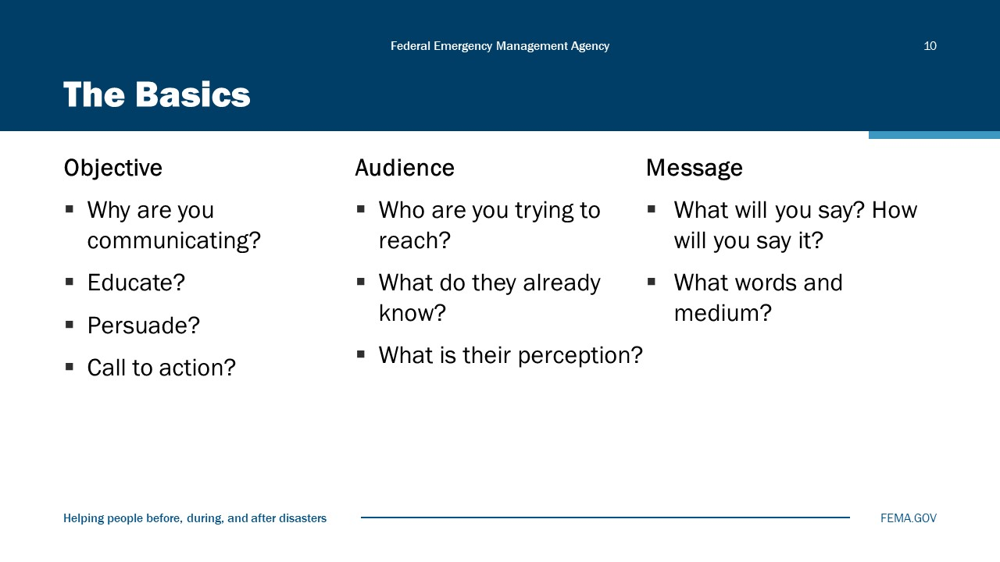 Federal Emergency Management Agency
10
The Basics
Objective
▪ Why are you
communicating?
▪ Educate?
▪ Persuade?
▪ Call to action?
Audience
▪ Who are you trying to
reach?
▪ What do they already
know?
▪ What is their perception?
Message
▪ What will you say? How
will you say it?
▪ What words and
medium?
Helping people before, during, and after disasters
FEMA.GOV